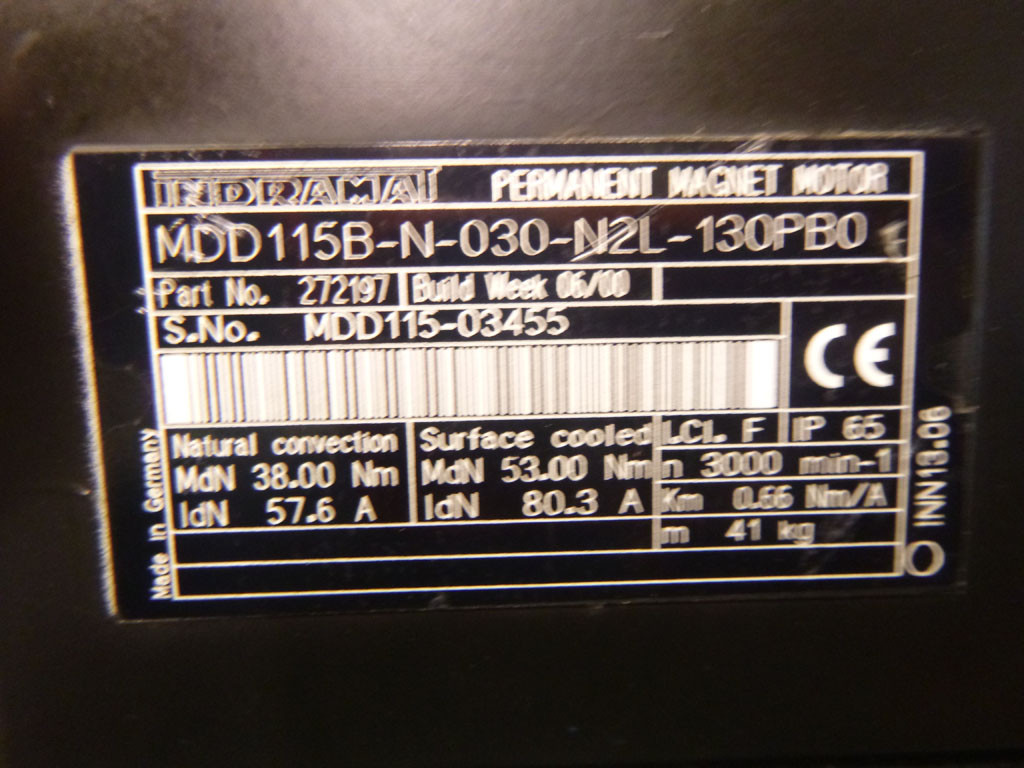 INDRAMAT PERMANENT MAGNET MOTOR
MDD115B-N-030-N2L-130PB0
Part No. 272197 Build Week 06/00
S.No. MDD115-03455
CE
Natural convection Surface cooled I.CL. F IP 65
MdN 38.00 Nm MdN 53.00 Nm n 3000 min-1
IdN 57.6 A IdN 80.3 A Km 0.66 Nm/A
m 41 kg
Made in Germany
INN13.06